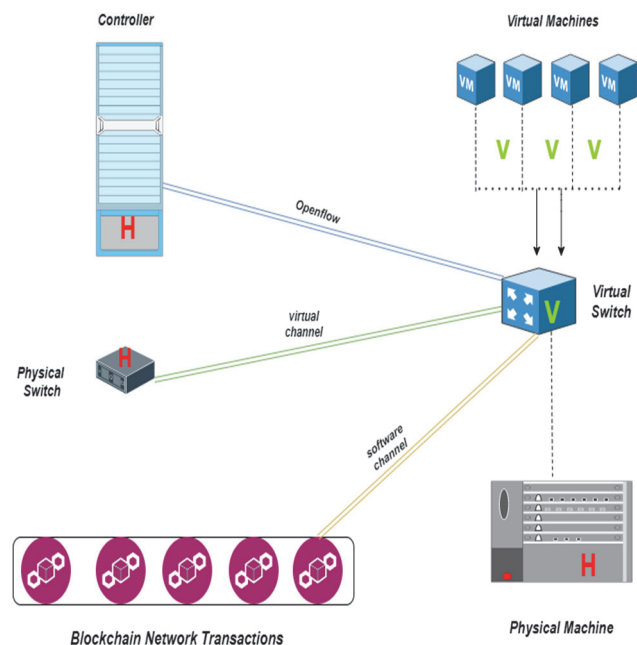 Controller
Virtual Machines
VM VM VM VM
V V V
H
Openflow
V
Virtual
Switch
virtual
channel
H
Physical
Switch
software
channel
H
Blockchain Network Transactions
Physical Machine